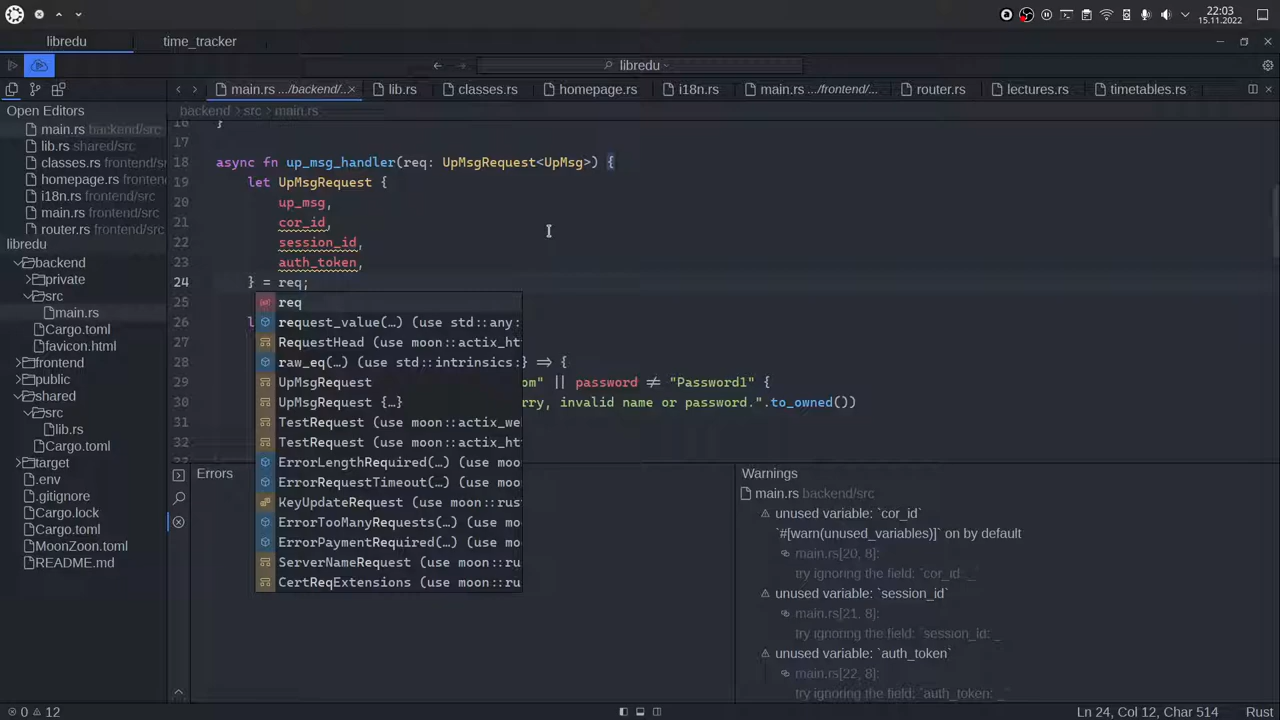 22:03
15.11.2022
libredu
time_tracker
libredu
main.rs .../backend/...
lib.rs
classes.rs
homepage.rs
i18n.rs
main.rs .../frontend/...
router.rs
lectures.rs
timetables.rs
Open Editors
backend
src
main.rs
main.rs backend/src
lib.rs shared/src
classes.rs frontend/src
homepage.rs frontend/src
i18n.rs frontend/src
main.rs frontend/src
router.rs frontend/src
libredu
backend
private
src
main.rs
Cargo.toml
favicon.html
frontend
public
shared
src
lib.rs
Cargo.toml
target
.env
.gitignore
Cargo.lock
Cargo.toml
MoonZoon.toml
README.md
16 }
17
18 async fn up_msg_handler(req: UpMsgRequest<UpMsg>) {
19 let UpMsgRequest {
20 up_msg,
21 cor_id,
22 session_id,
23 auth_token,
24 } = req;
25
26 l
28 } => {
29 om" || password ≠ "Password1" {
30 rry, invalid name or password.".to_owned())
31
32
req
request_value(…) (use std::any:
RequestHead (use moon::actix_ht
raw_eq(…) (use std::intrinsics:
UpMsgRequest
UpMsgRequest {…}
TestRequest (use moon::actix_we
TestRequest (use moon::actix_ht
ErrorLengthRequired(…) (use moo
ErrorRequestTimeout(…) (use moo
KeyUpdateRequest (use moon::rus
ErrorTooManyRequests(…) (use mo
ErrorPaymentRequired(…) (use mo
ServerNameRequest (use moon::ru
CertReqExtensions (use moon::ru
Errors
Warnings
main.rs backend/src
unused variable: `cor_id`
`#[warn(unused_variables)]` on by default
main.rs[20, 8]:
try ignoring the field: `cor_id: _`
unused variable: `session_id`
main.rs[21, 8]:
try ignoring the field: `session_id: _`
unused variable: `auth_token`
main.rs[22, 8]:
try ignoring the field: `auth_token: _`
0 12
Ln 24, Col 12, Char 514
Rust